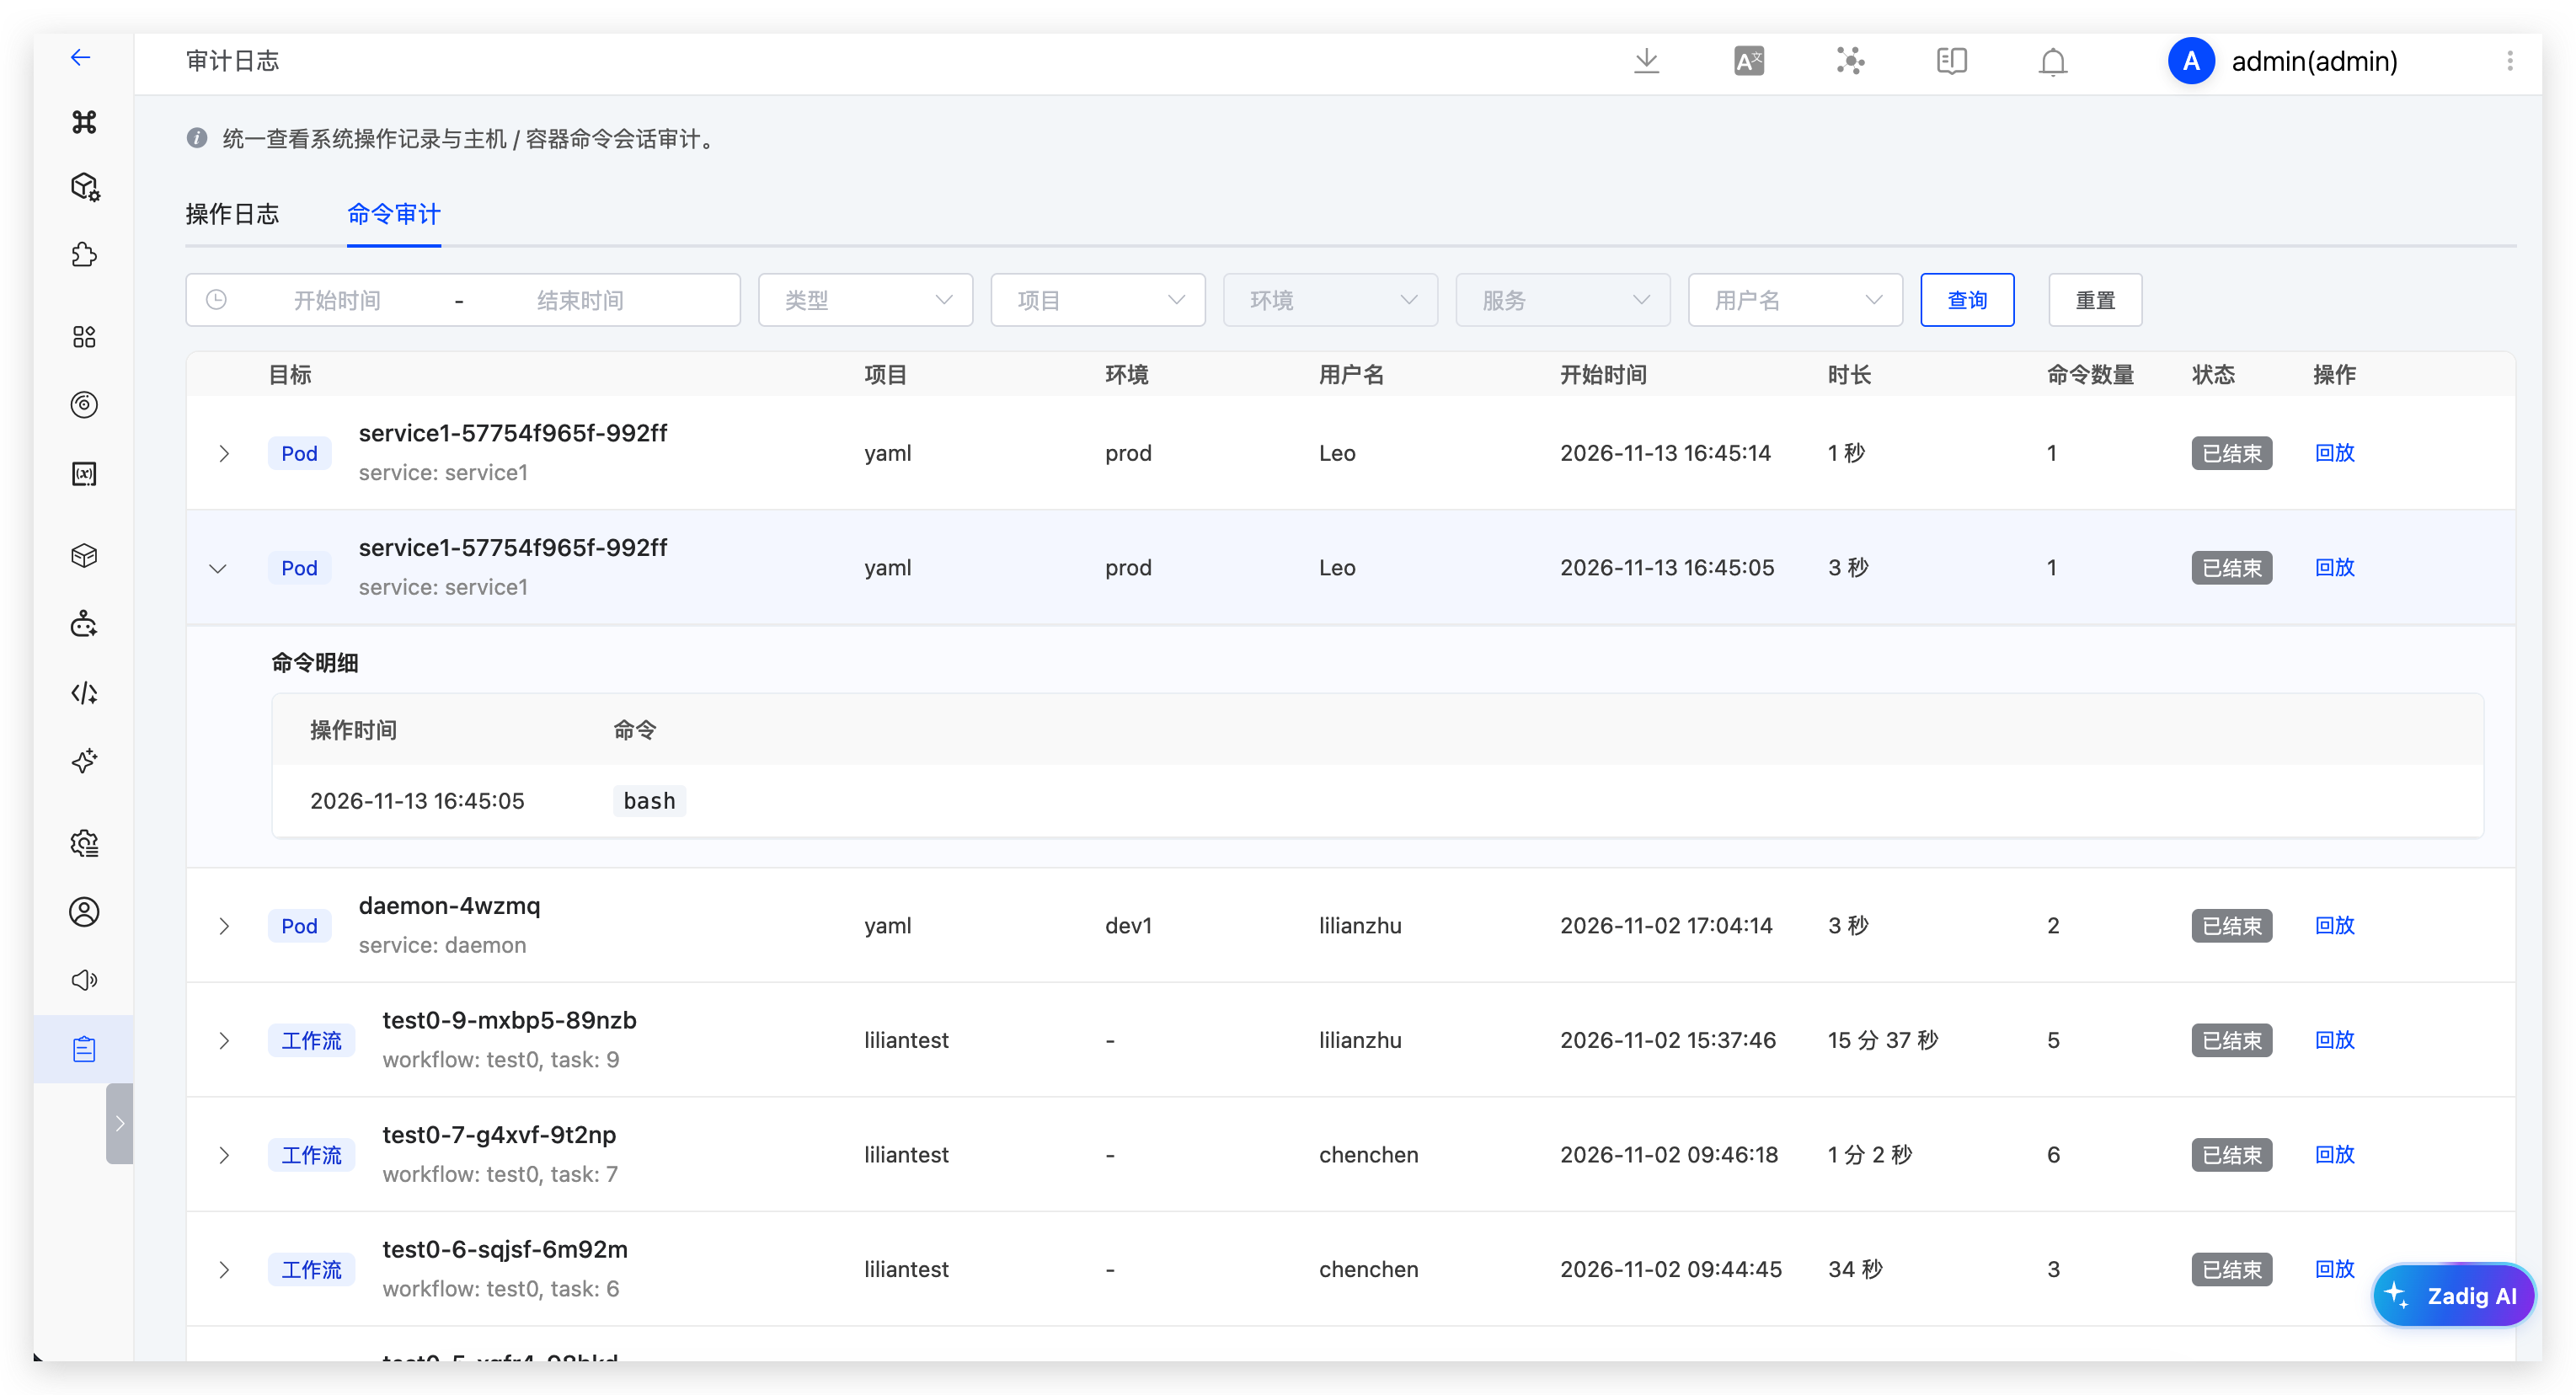 审计日志
A文
A admin(admin)
统一查看系统操作记录与主机 / 容器命令会话审计。
操作日志 命令审计
开始时间 - 结束时间 类型 项目 环境 服务 用户名 查询 重置
目标 项目 环境 用户名 开始时间 时长 命令数量 状态 操作
service1-57754f965f-992ff
Pod yaml prod Leo 2026-11-13 16:45:14 1 秒 1 已结束 回放
service: service1
service1-57754f965f-992ff
Pod yaml prod Leo 2026-11-13 16:45:05 3 秒 1 已结束 回放
service: service1
命令明细
操作时间 命令
2026-11-13 16:45:05 bash
daemon-4wzmq
Pod yaml dev1 lilianzhu 2026-11-02 17:04:14 3 秒 2 已结束 回放
service: daemon
test0-9-mxbp5-89nzb
工作流 liliantest - lilianzhu 2026-11-02 15:37:46 15 分 37 秒 5 已结束 回放
workflow: test0, task: 9
test0-7-g4xvf-9t2np
工作流 liliantest - chenchen 2026-11-02 09:46:18 1 分 2 秒 6 已结束 回放
workflow: test0, task: 7
test0-6-sqjsf-6m92m
工作流 liliantest - chenchen 2026-11-02 09:44:45 34 秒 3 已结束 回放
workflow: test0, task: 6
Zadig AI